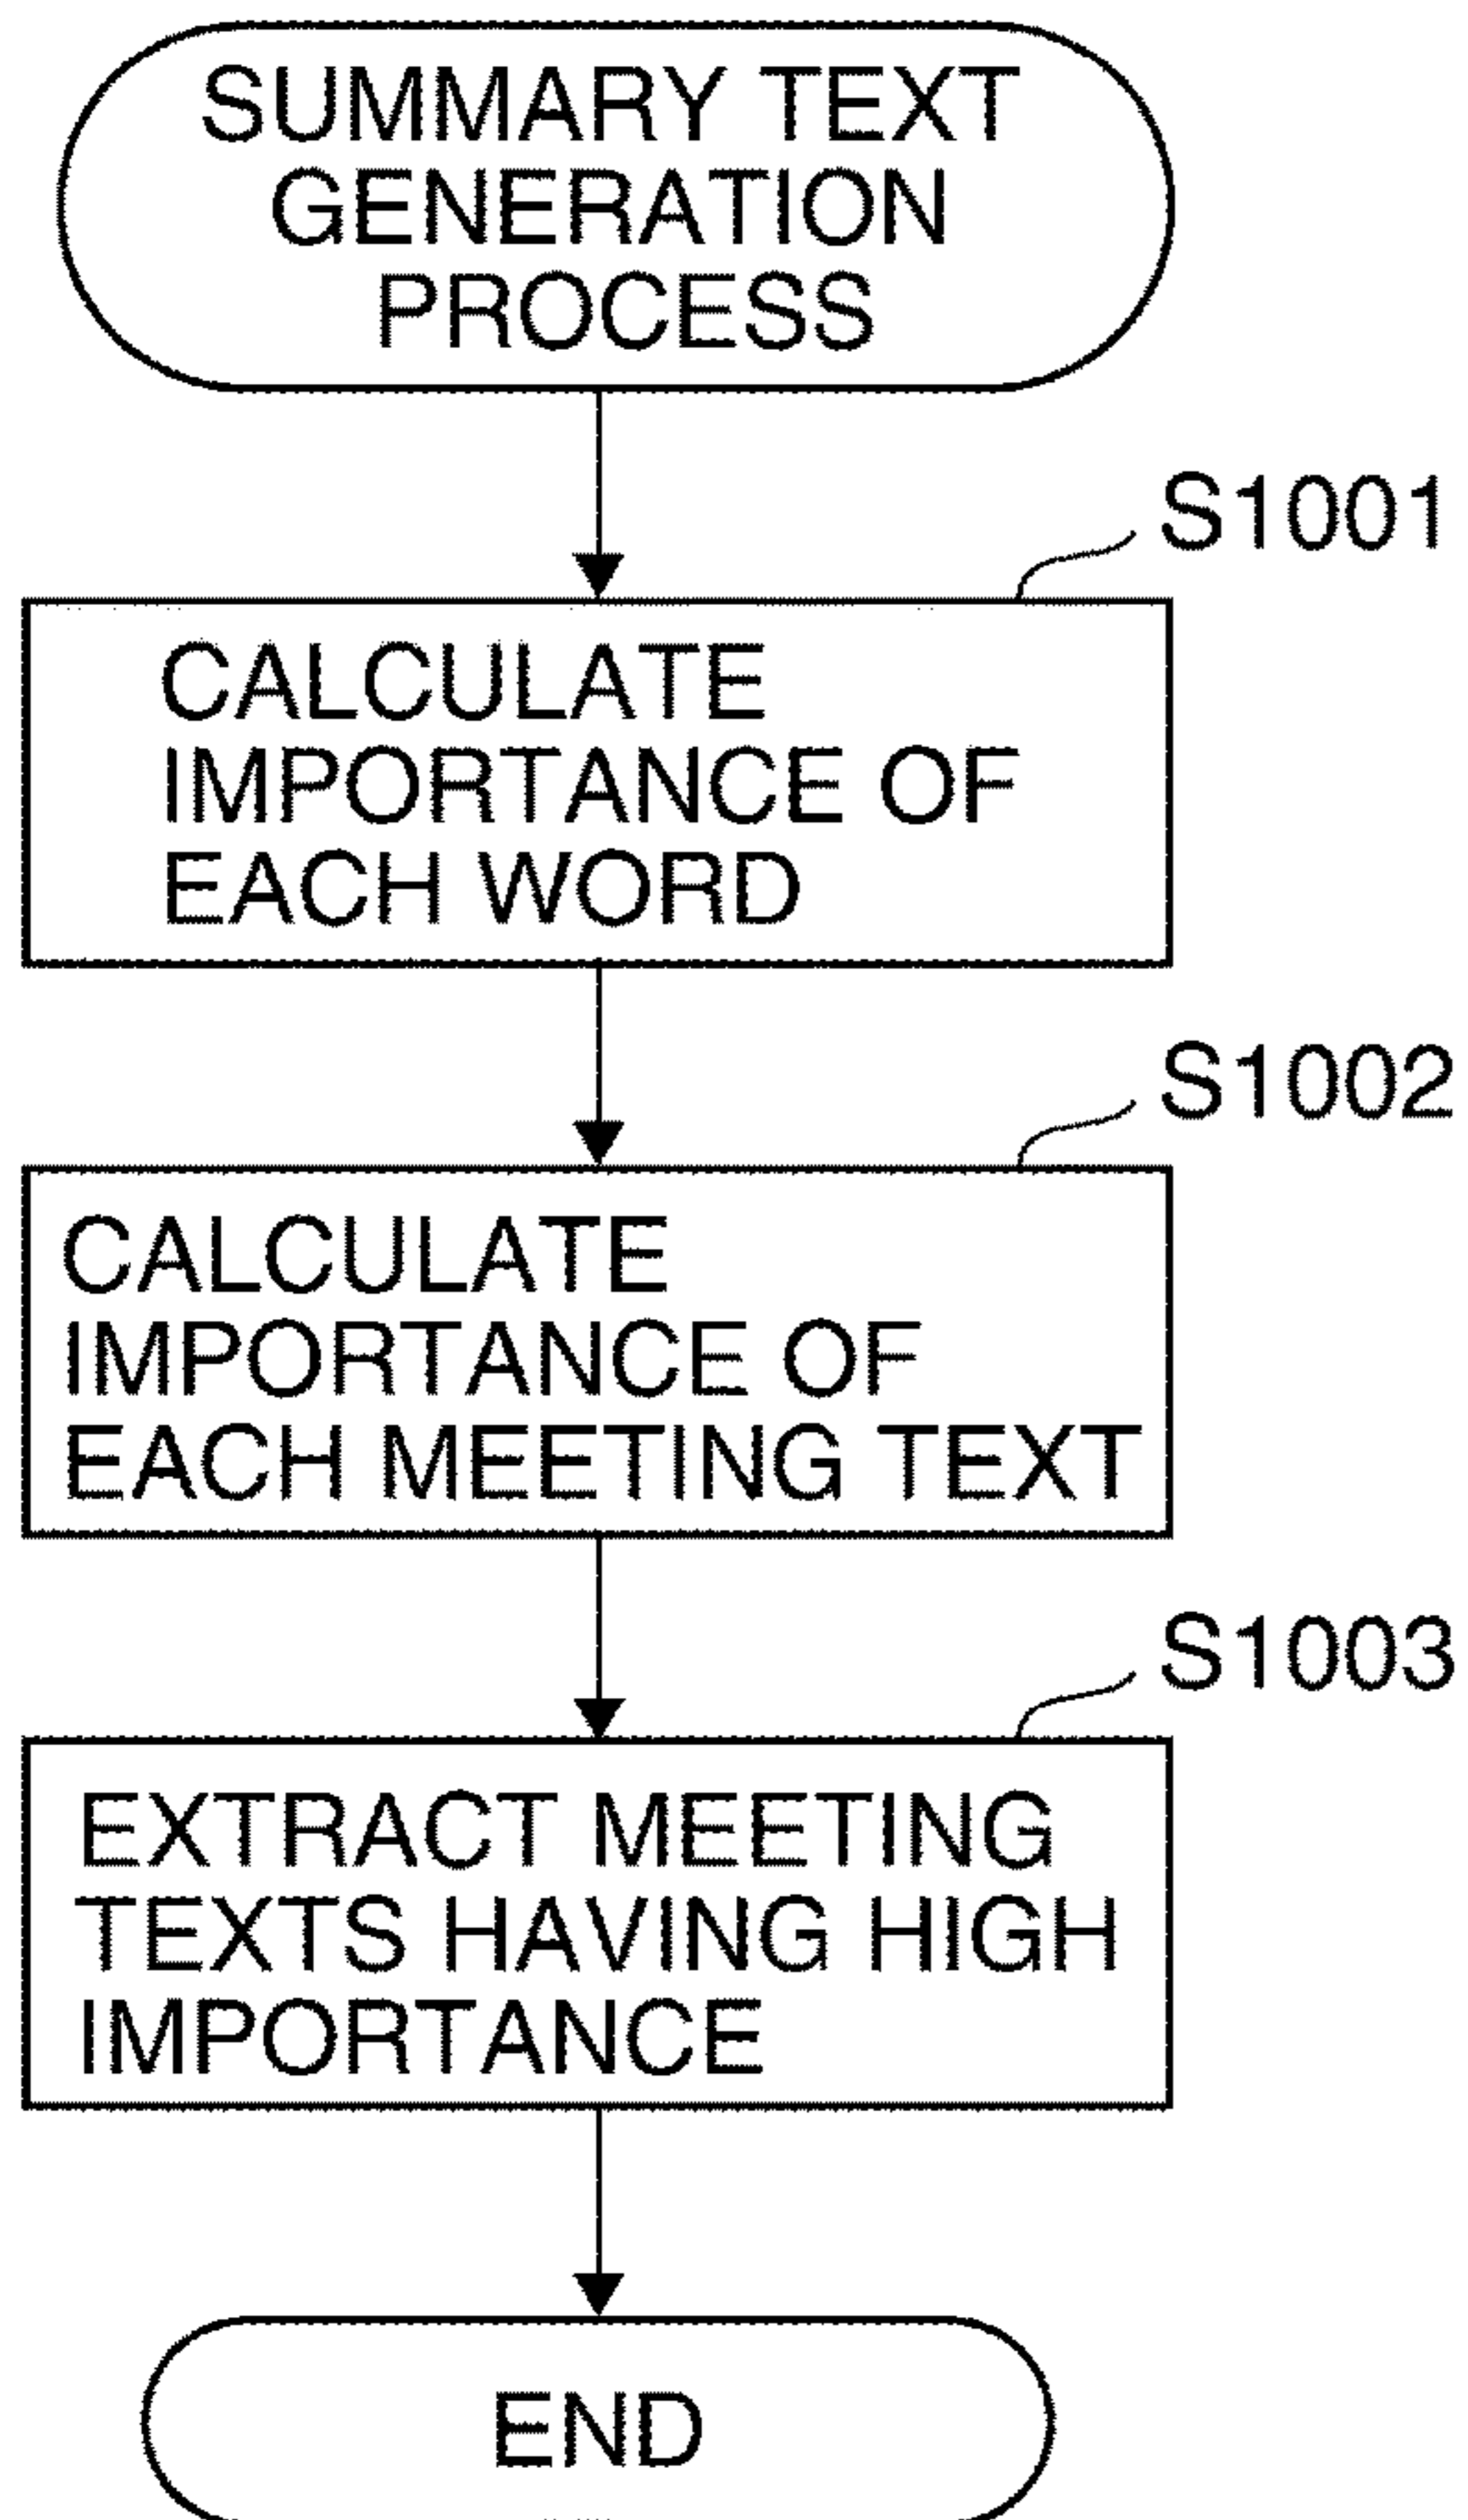 SUMMARY TEXT
GENERATION
PROCESS
S1001
CALCULATE
IMPORTANCE OF
EACH WORD
S1002
CALCULATE
IMPORTANCE OF
EACH MEETING TEXT
S1003
EXTRACT MEETING
TEXTS HAVING HIGH
IMPORTANCE
END